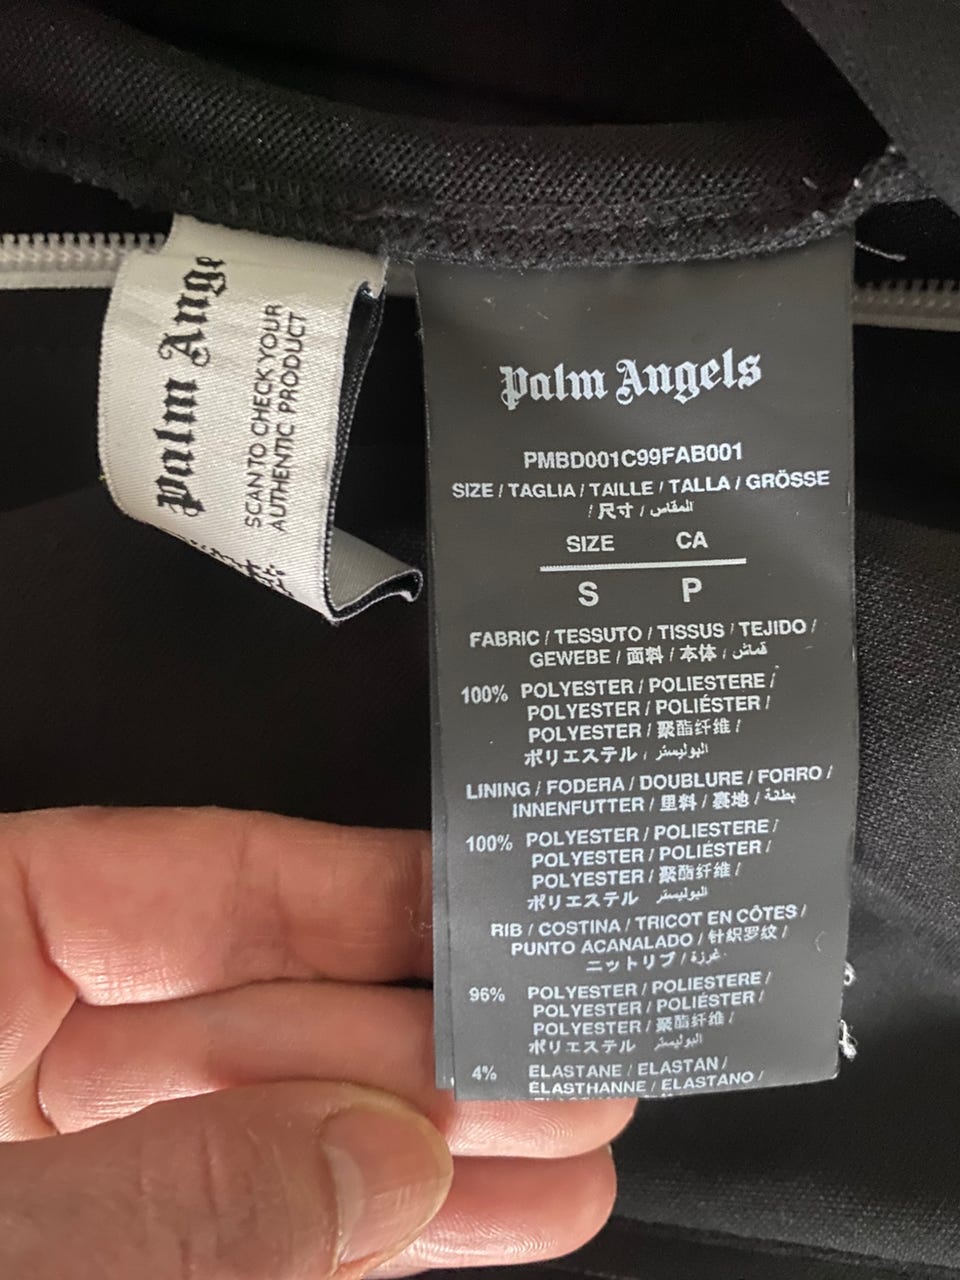 Palm Ange
SCAN TO CHECK YOUR
AUTHENTIC PRODUCT
Palm Angels
PMBD001C99FAB001
SIZE / TAGLIA / TAILLE / TALLA / GRÖSSE
/ 尺寸 / المقاس
SIZE CA
S P
FABRIC / TESSUTO / TISSUS / TEJIDO /
GEWEBE / 面料 / 本体 / قماش
100% POLYESTER / POLIESTERE /
POLYESTER / POLIÉSTER /
POLYESTER / 聚酯纤维 /
ポリエステル / البوليستر
LINING / FODERA / DOUBLURE / FORRO /
INNENFUTTER / 里料 / 裏地 / بطانة
100% POLYESTER / POLIESTERE /
POLYESTER / POLIÉSTER /
POLYESTER / 聚酯纤维 /
ポリエステル البوليستر
RIB / COSTINA / TRICOT EN CÔTES /
PUNTO ACANALADO / 针织罗纹 /
ニットリブ / غرزة
96% POLYESTER / POLIESTERE /
POLYESTER / POLIÉSTER /
POLYESTER / 聚酯纤维 /
ポリエステル البوليستر
4% ELASTANE / ELASTAN /
ÉLASTHANNE / ELASTANO /